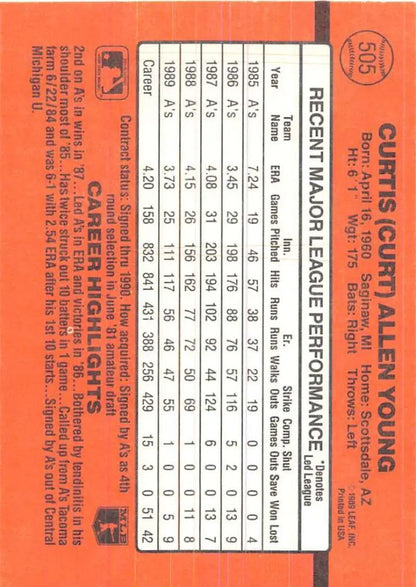 505
CURTIS (CURT) ALLEN YOUNG
Born: April 16, 1960 Saginaw, MI Home: Scottsdale, AZ
Ht: 6' 1" Wgt: 175 Bats: Right Throws: Left
© 1989 LEAF, INC.
Printed in USA
RECENT MAJOR LEAGUE PERFORMANCE
*Denotes
Led League
Team Inn. Er. Strike Comp. Shut
Year Name ERA Games Pitched Hits Runs Runs Walks Outs Games Outs Save Won Lost
1985 A's 7.24 19 46 57 38 37 22 19 0 0 0 0 4
1986 A's 3.45 29 198 176 88 76 57 116 5 2 0 13 9
1987 A's 4.08 31 203 194 102 92 44 124 6 0 0 13 7
1988 A's 4.15 26 156 162 77 72 50 69 1 0 0 11 8
1989 A's 3.73 25 111 117 56 46 47 55 1 0 0 5 9
Career 4.20 158 832 841 431 388 256 429 15 3 0 51 42
Contract status: Signed thru 1990. How acquired: Signed by A's as 4th
round selection in June '81 amateur draft
CAREER HIGHLIGHTS
2nd on A's in wins in '87...Led A's in ERA and victories in '86...Bothered by tendinitis in his
shoulder most of '85...Has twice struck out 10 batters in 1 game...Called up from A's Tacoma
farm 6/22/84 and was 6-1 with 2.54 ERA after his 1st 10 starts...Signed by A's out of Central
Michigan U.